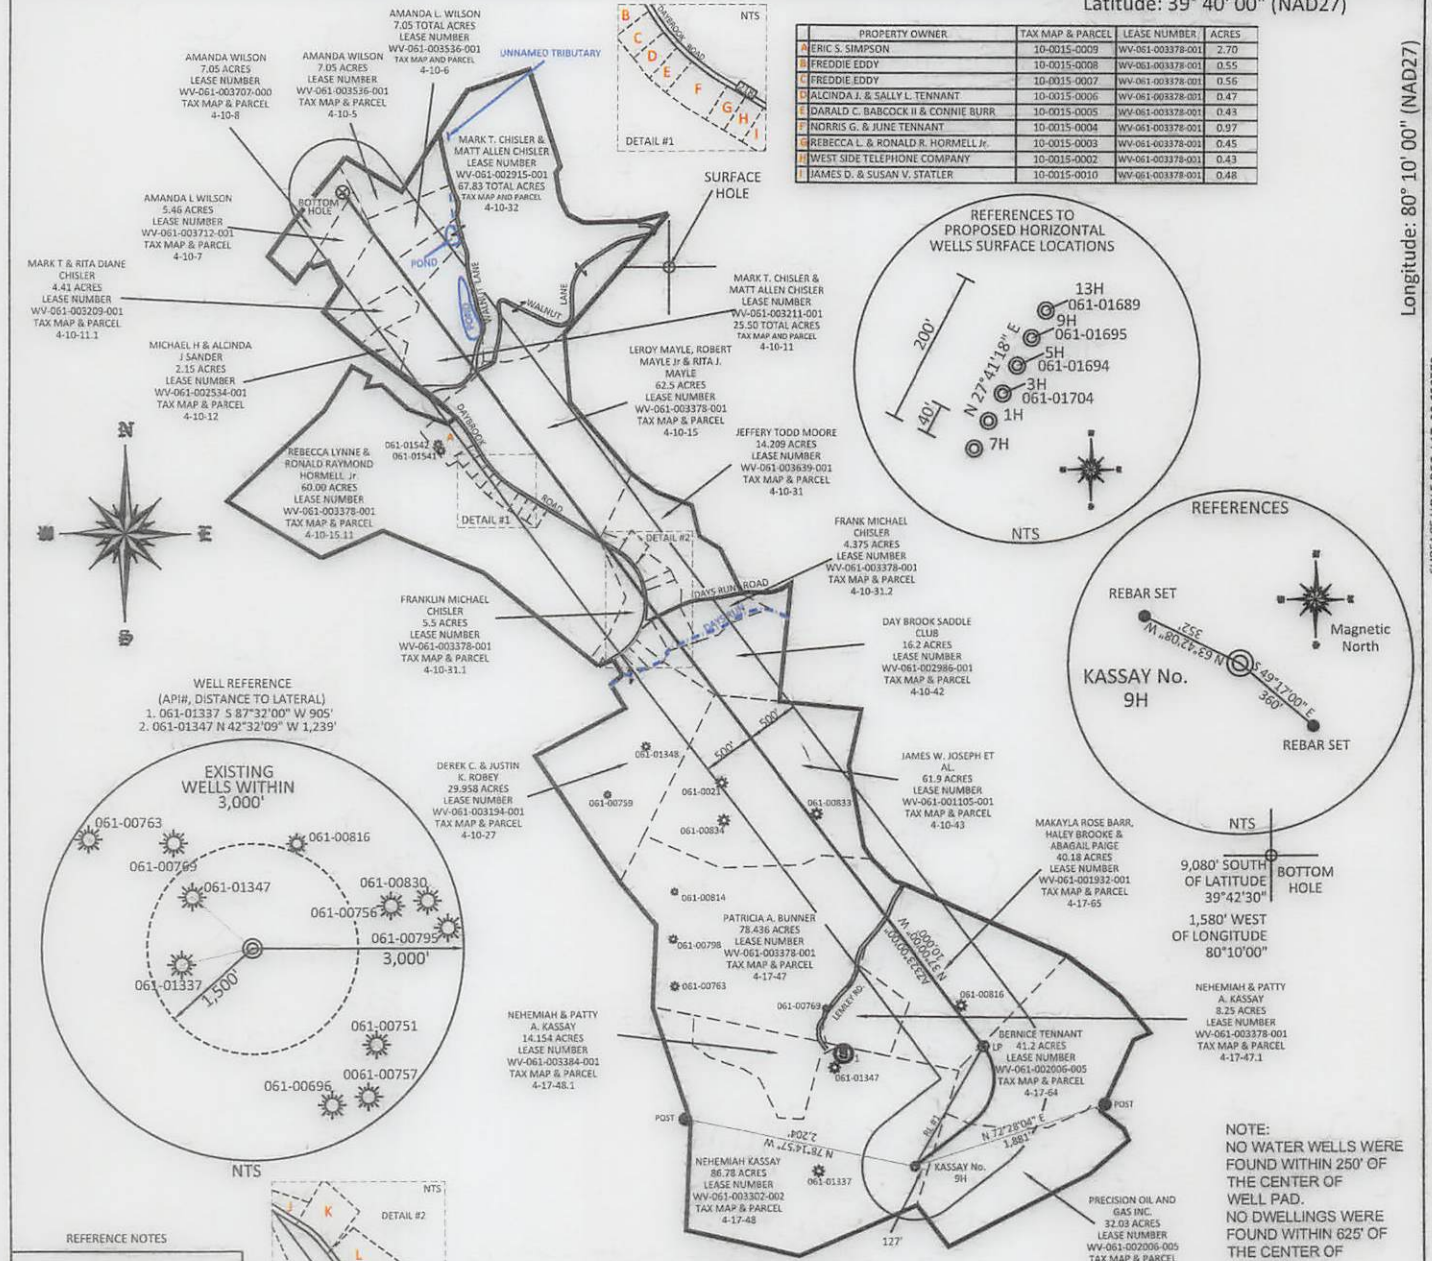 Latitude: 39° 40' 00" (NAD27)
Longitude: 80° 10' 00" (NAD27)
AMANDA L. WILSON
7.05 TOTAL ACRES
LEASE NUMBER
WV-061-003536-001
TAX MAP AND PARCEL
4-10-6
UNNAMED TRIBUTARY
AMANDA WILSON
7.05 ACRES
LEASE NUMBER
WV-061-003707-000
TAX MAP & PARCEL
4-10-8
AMANDA WILSON
7.05 ACRES
LEASE NUMBER
WV-061-003536-001
TAX MAP & PARCEL
4-10-5
NTS
DAYBROOK ROAD
B
C
D
E
F
G
H
I
DETAIL #1
PROPERTY OWNER TAX MAP & PARCEL LEASE NUMBER ACRES
A ERIC S. SIMPSON 10-0015-0009 WV-061-003378-001 2.70
B FREDDIE EDDY 10-0015-0008 WV-061-003378-001 0.55
C FREDDIE EDDY 10-0015-0007 WV-061-003378-001 0.56
D ALCINDA J. & SALLY L. TENNANT 10-0015-0006 WV-061-003378-001 0.47
E DARALD C. BABCOCK II & CONNIE BURR 10-0015-0005 WV-061-003378-001 0.43
F NORRIS G. & JUNE TENNANT 10-0015-0004 WV-061-003378-001 0.97
G REBECCA L. & RONALD R. HORMELL Jr. 10-0015-0003 WV-061-003378-001 0.45
H WEST SIDE TELEPHONE COMPANY 10-0015-0002 WV-061-003378-001 0.43
I JAMES D. & SUSAN V. STATLER 10-0015-0010 WV-061-003378-001 0.48
MARK T. CHISLER &
MATT ALLEN CHISLER
LEASE NUMBER
WV-061-002915-001
67.83 TOTAL ACRES
TAX MAP AND PARCEL
4-10-32
SURFACE
HOLE
BOTTOM
HOLE
AMANDA L WILSON
5.46 ACRES
LEASE NUMBER
WV-061-003712-001
TAX MAP & PARCEL
4-10-7
POND
POND
WALNUT LANE
WALNUT
LANE
MARK T & RITA DIANE
CHISLER
4.41 ACRES
LEASE NUMBER
WV-061-003209-001
TAX MAP & PARCEL
4-10-11.1
MARK T. CHISLER &
MATT ALLEN CHISLER
LEASE NUMBER
WV-061-003211-001
25.50 TOTAL ACRES
TAX MAP AND PARCEL
4-10-11
MICHAEL H & ALCINDA
J SANDER
2.15 ACRES
LEASE NUMBER
WV-061-002534-001
TAX MAP & PARCEL
4-10-12
LEROY MAYLE, ROBERT
MAYLE Jr & RITA J.
MAYLE
62.5 ACRES
LEASE NUMBER
WV-061-003378-001
TAX MAP & PARCEL
4-10-15
REFERENCES TO
PROPOSED HORIZONTAL
WELLS SURFACE LOCATIONS
200'
40'
N 27°41'18" E
13H
061-01689
9H
061-01695
5H
061-01694
3H
061-01704
1H
7H
NTS
N
E
S
REBECCA LYNNE &
RONALD RAYMOND
HORMELL Jr
60.00 ACRES
LEASE NUMBER
WV-061-003378-001
TAX MAP & PARCEL
4-10-15.11
061-01542
061-01541
A
DAYBROOK
ROAD
DETAIL #1
DETAIL #2
JEFFERY TODD MOORE
14.209 ACRES
LEASE NUMBER
WV-061-003639-001
TAX MAP & PARCEL
4-10-31
FRANK MICHAEL
CHISLER
4.375 ACRES
LEASE NUMBER
WV-061-003378-001
TAX MAP & PARCEL
4-10-31.2
DAYS RUN ROAD
DAYS RUN
FRANKLIN MICHAEL
CHISLER
5.5 ACRES
LEASE NUMBER
WV-061-003378-001
TAX MAP & PARCEL
4-10-31.1
DAY BROOK SADDLE
CLUB
16.2 ACRES
LEASE NUMBER
WV-061-002986-001
TAX MAP & PARCEL
4-10-42
REFERENCES
REBAR SET
Magnetic
North
N 63°42'08" W
352'
S 49°17'00" E
360'
KASSAY No.
9H
REBAR SET
NTS
WELL REFERENCE
(API#, DISTANCE TO LATERAL)
1. 061-01337 S 87°32'00" W 905'
2. 061-01347 N 42°32'09" W 1,239'
EXISTING
WELLS WITHIN
3,000'
061-00763
061-00769
061-00816
061-01347
061-00830
061-00756
061-00795
3,000'
061-01337
1,500'
061-00751
0061-00757
061-00696
NTS
DEREK C. & JUSTIN
K. ROBEY
29.958 ACRES
LEASE NUMBER
WV-061-003194-001
TAX MAP & PARCEL
4-10-27
500'
500'
061-01348
061-00759
061-0021
061-00834
061-00833
061-00814
061-00798
061-00763
JAMES W. JOSEPH ET
AL.
61.9 ACRES
LEASE NUMBER
WV-061-001105-001
TAX MAP & PARCEL
4-10-43
MAKAYLA ROSE BARR,
HALEY BROOKE &
ABAGAIL PAIGE
40.18 ACRES
LEASE NUMBER
WV-061-001932-001
TAX MAP & PARCEL
4-17-65
9,080' SOUTH
OF LATITUDE
39°42'30"
BOTTOM
HOLE
1,580' WEST
OF LONGITUDE
80°10'00"
PATRICIA A. BUNNER
78.436 ACRES
LEASE NUMBER
WV-061-003378-001
TAX MAP & PARCEL
4-17-47
N 37°00'00" W
LEMLEY RD.
061-00769
061-00816
NEHEMIAH & PATTY
A. KASSAY
8.25 ACRES
LEASE NUMBER
WV-061-003378-001
TAX MAP & PARCEL
4-17-47.1
NEHEMIAH & PATTY
A. KASSAY
14.154 ACRES
LEASE NUMBER
WV-061-003384-001
TAX MAP & PARCEL
4-17-48.1
LP
BERNICE TENNANT
41.2 ACRES
LEASE NUMBER
WV-061-002006-005
TAX MAP & PARCEL
4-17-64
1
061-01347
POST
POST
N 78°14'57" W
2,204'
N 72°28'04" E
1,881'
KASSAY No.
9H
061-01337
127'
NEHEMIAH KASSAY
86.78 ACRES
LEASE NUMBER
WV-061-003302-002
TAX MAP & PARCEL
4-17-48
PRECISION OIL AND
GAS INC.
32.03 ACRES
LEASE NUMBER
WV-061-002006-005
TAX MAP & PARCEL
NOTE:
NO WATER WELLS WERE
FOUND WITHIN 250' OF
THE CENTER OF
WELL PAD.
NO DWELLINGS WERE
FOUND WITHIN 625' OF
THE CENTER OF
NTS
DETAIL #2
J
K
L
REFERENCE NOTES